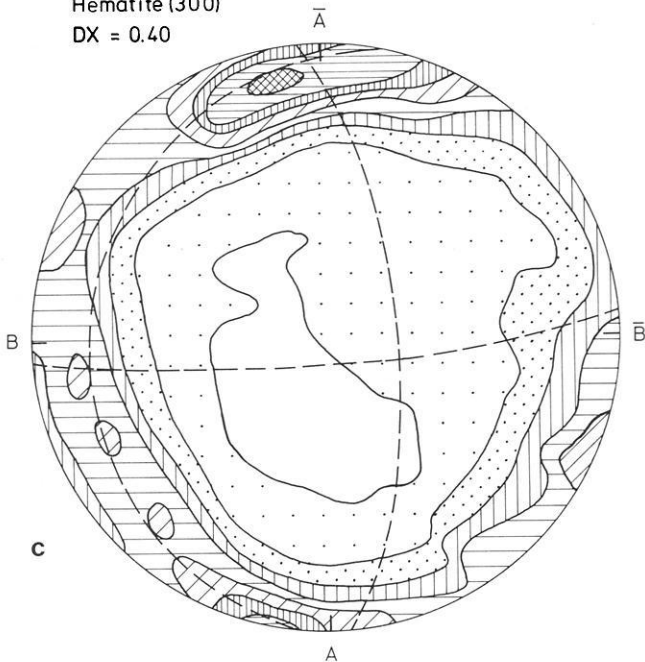 Hematite (300)
DX = 0.40
Ā
B
B̄
C
A